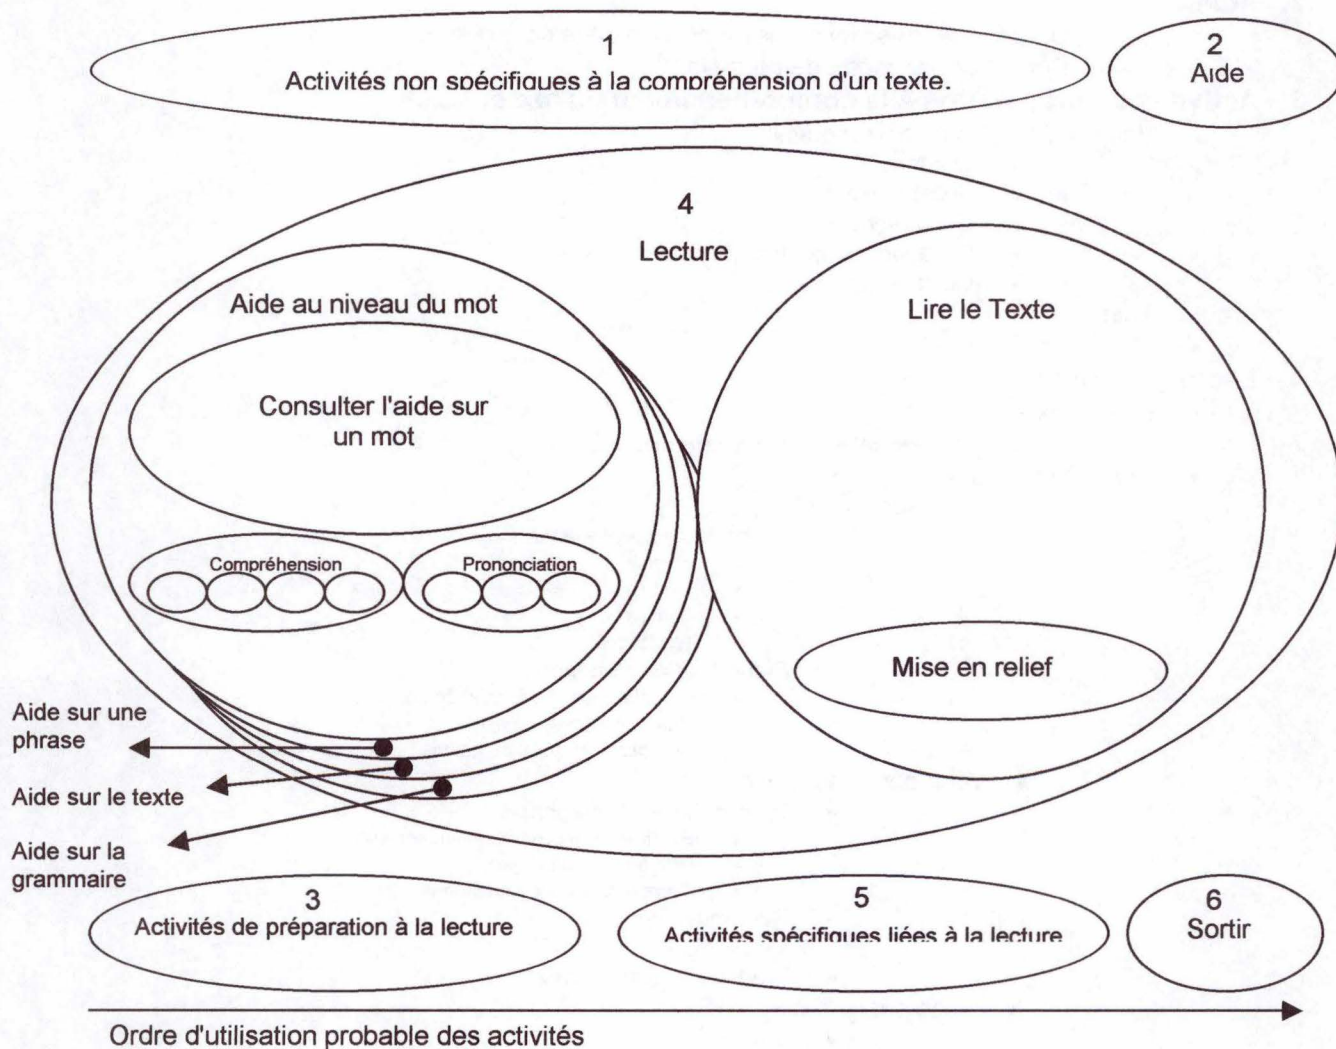 1
Activités non spécifiques à la compréhension d'un texte.
2
Aide
4
Lecture
Aide au niveau du mot
Lire le Texte
Consulter l'aide sur
un mot
Compréhension
Prononciation
Mise en relief
Aide sur une
phrase
Aide sur le texte
Aide sur la
grammaire
3
Activités de préparation à la lecture
5
Activités spécifiques liées à la lecture
6
Sortir
Ordre d'utilisation probable des activités